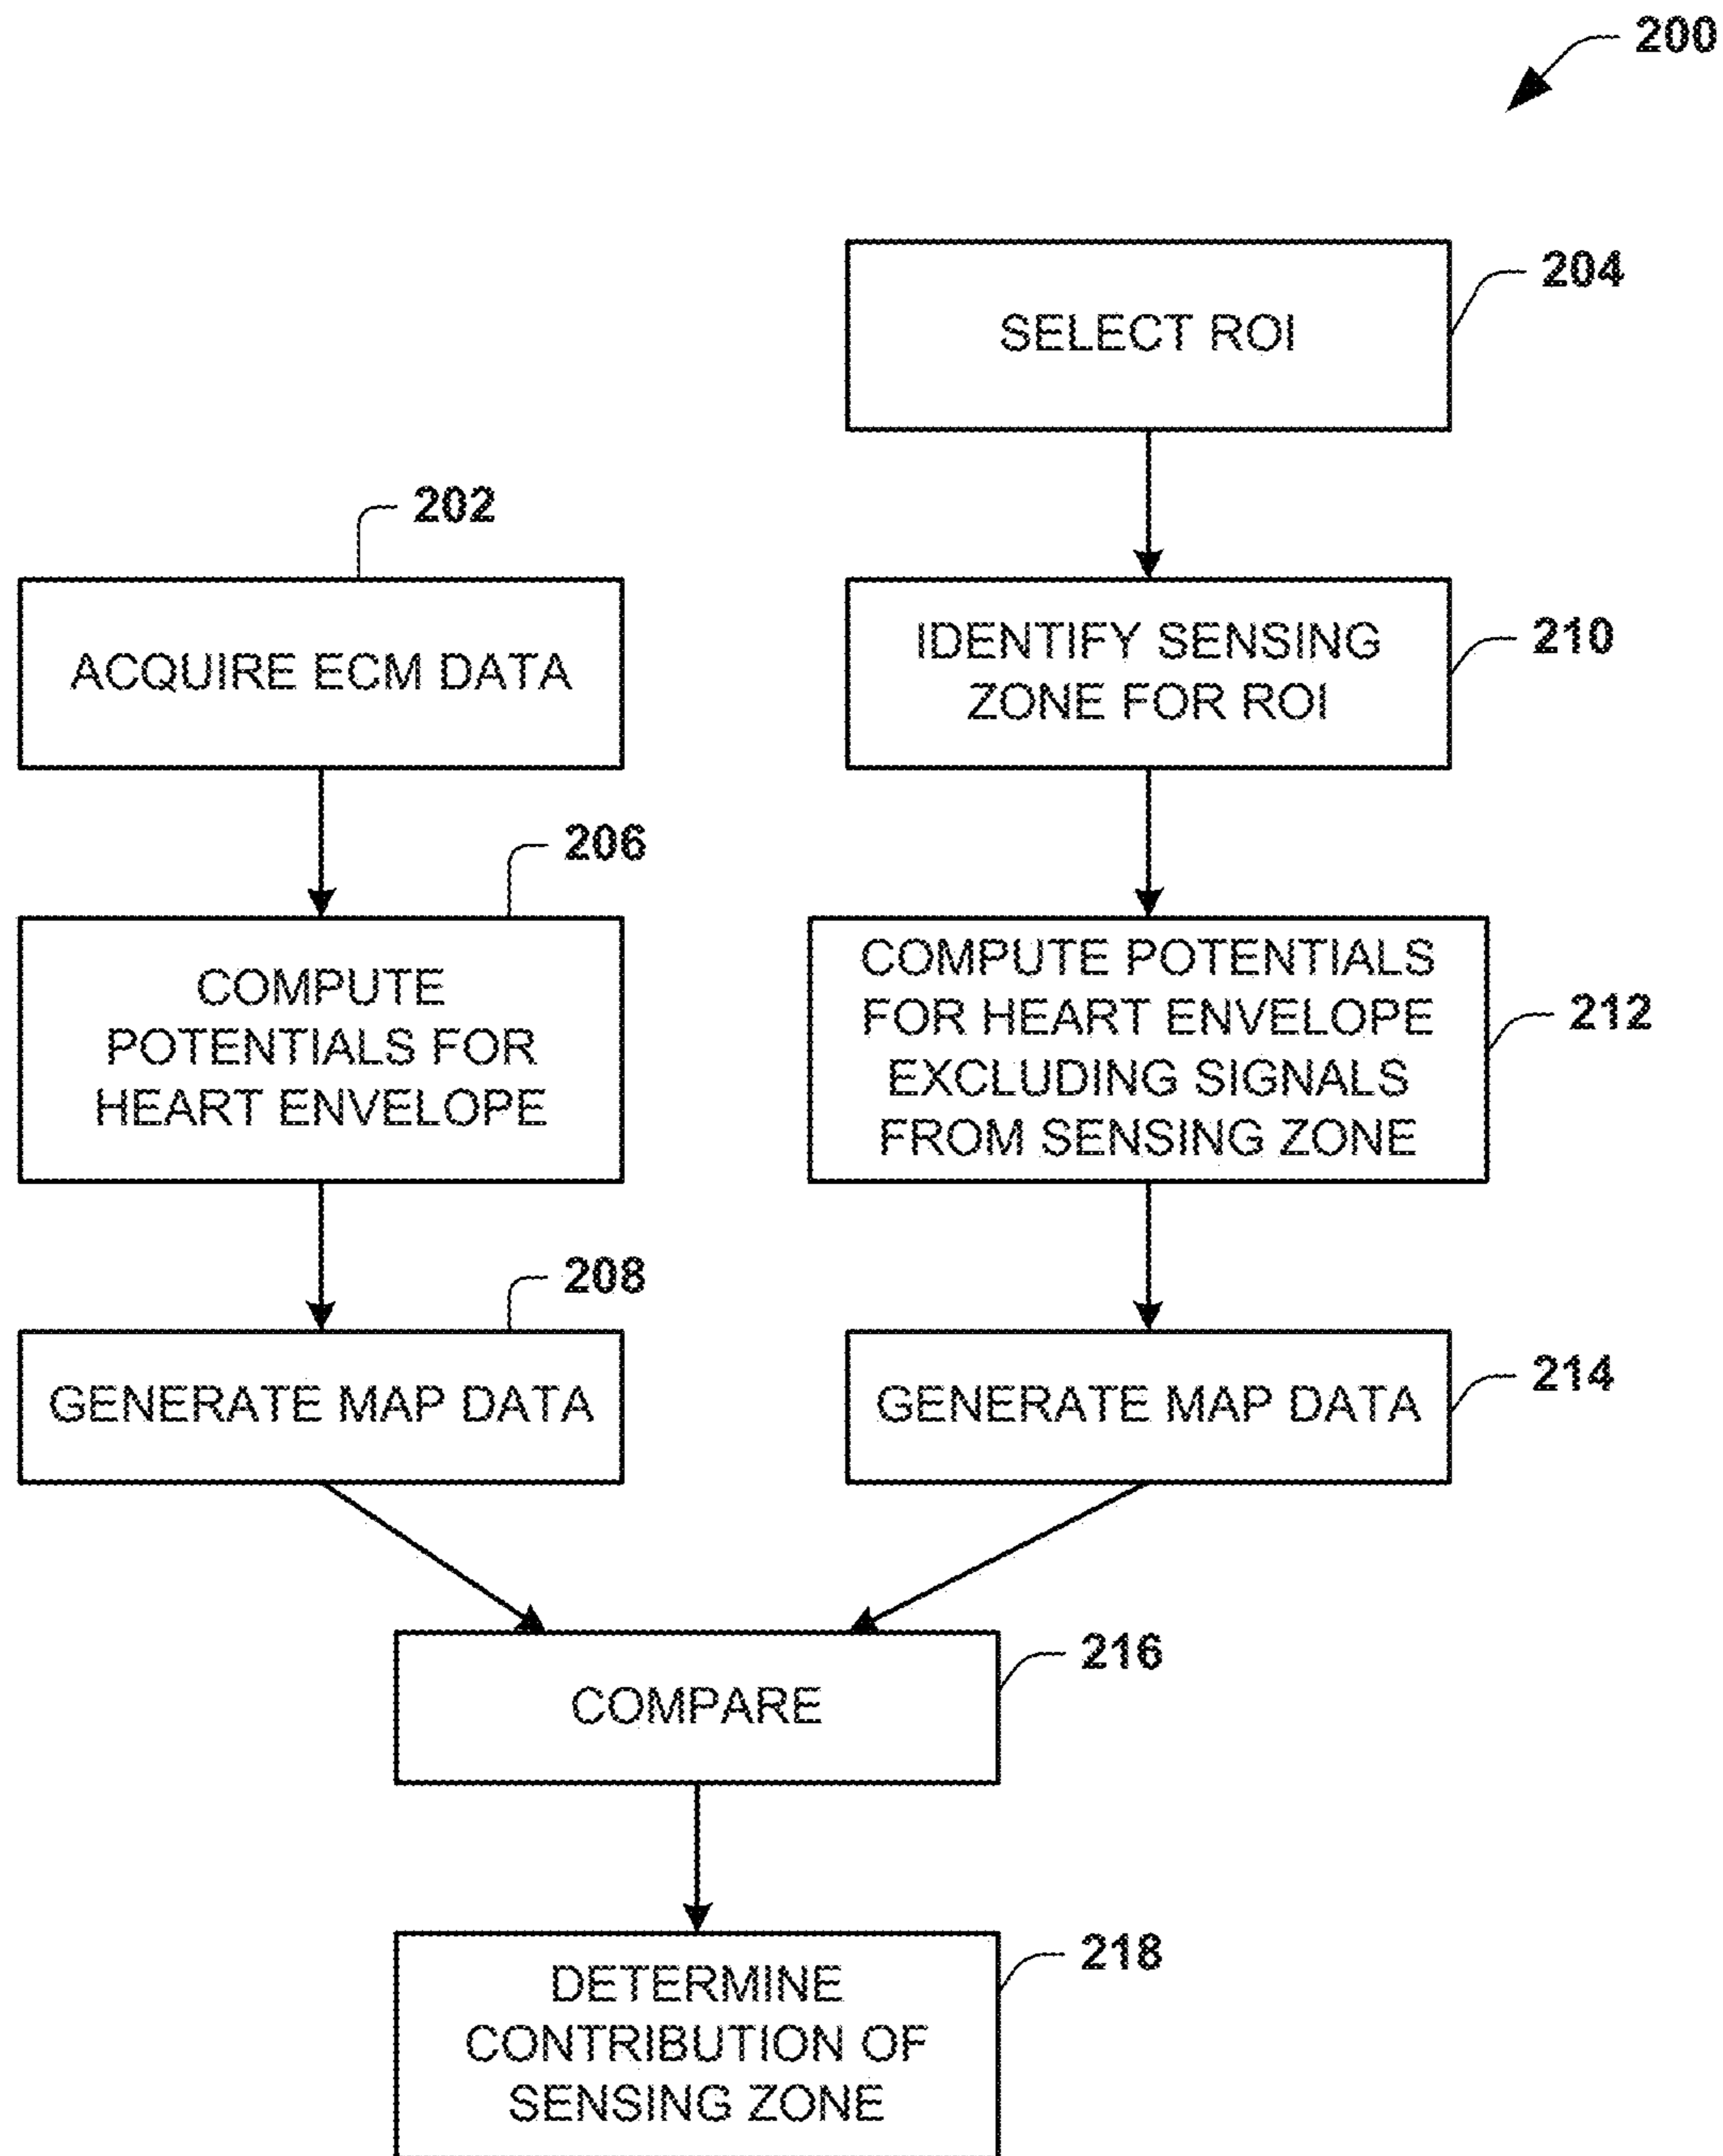 200
204
SELECT ROI
202
ACQUIRE ECM DATA
210
IDENTIFY SENSING
ZONE FOR ROI
206
COMPUTE
POTENTIALS FOR
HEART ENVELOPE
212
COMPUTE POTENTIALS
FOR HEART ENVELOPE
EXCLUDING SIGNALS
FROM SENSING ZONE
208
GENERATE MAP DATA
214
GENERATE MAP DATA
216
COMPARE
218
DETERMINE
CONTRIBUTION OF
SENSING ZONE